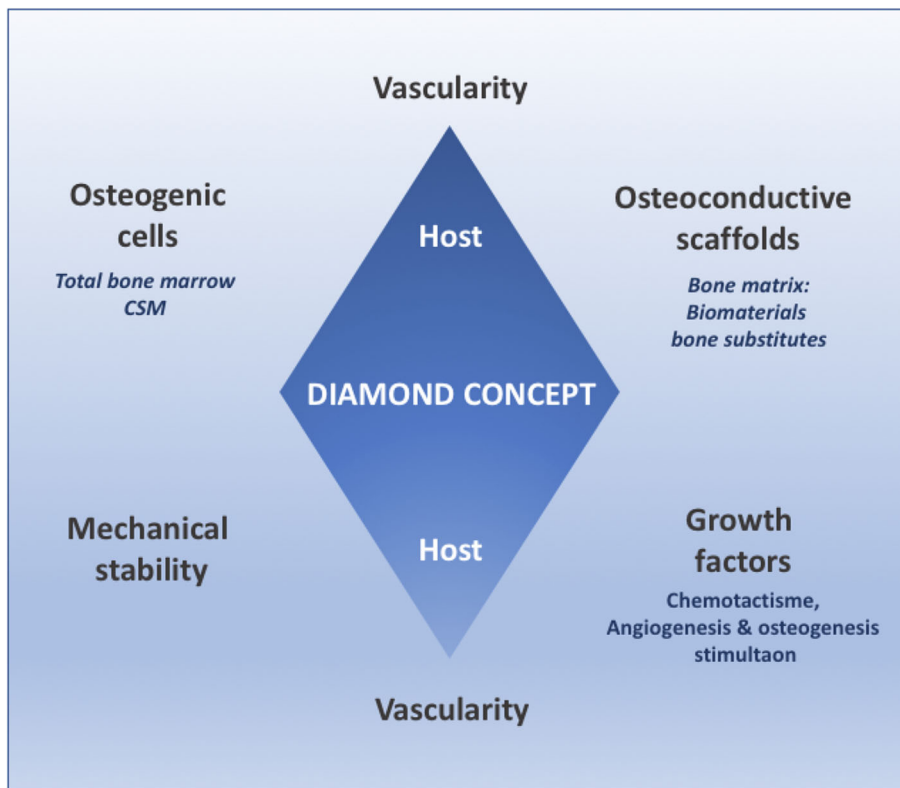 Vascularity
Osteogenic
cells
Total bone marrow
CSM
Host
Osteoconductive
scaffolds
Bone matrix:
Biomaterials
bone substitutes
DIAMOND CONCEPT
Mechanical
stability
Host
Growth
factors
Chemotactisme,
Angiogenesis & osteogenesis
stimultaon
Vascularity